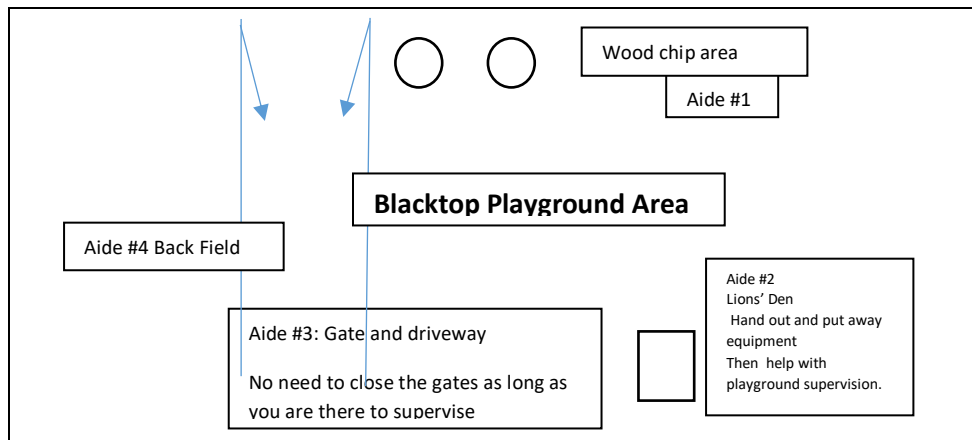 Wood chip area
Aide #1
Blacktop Playground Area
Aide #4 Back Field
Aide #2
Lions' Den
Hand out and put away
equipment
Then help with
playground supervision.
Aide #3: Gate and driveway
No need to close the gates as long as
you are there to supervise